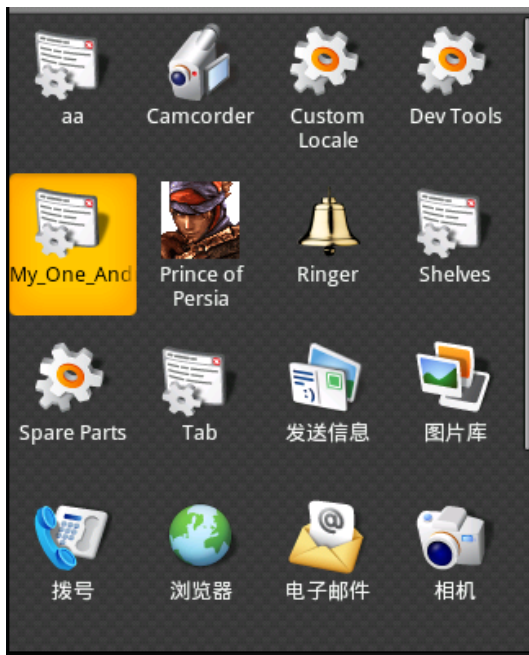 aa
Camcorder
Custom
Locale
Dev Tools
My_One_And
Prince of
Persia
Ringer
Shelves
Spare Parts
Tab
发送信息
图片库
拨号
浏览器
电子邮件
相机